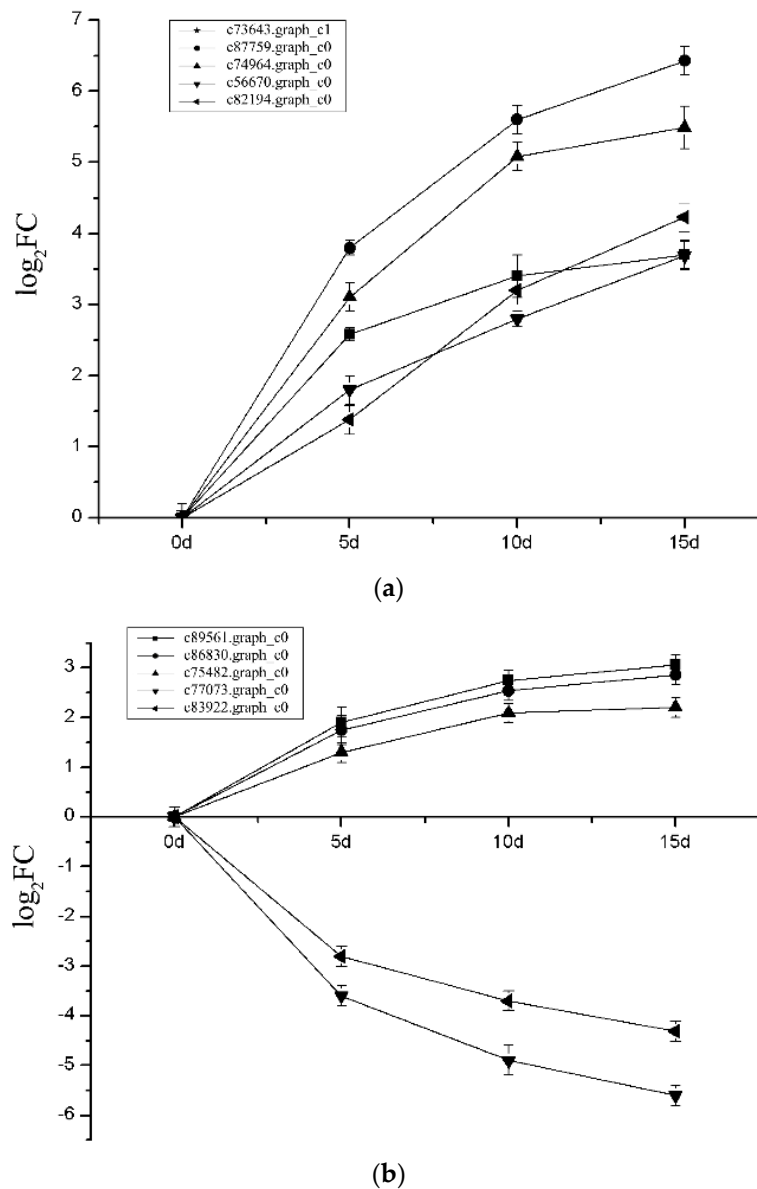 7
c73643.graph_c1
c87759.graph_c0
c74964.graph_c0
c56670.graph_c0
c82194.graph_c0
6
5
4
3
2
1
0
log₂FC
0d 5d 10d 15d
(a)
c89561.graph_c0
c86830.graph_c0
c75482.graph_c0
c77073.graph_c0
c83922.graph_c0
3
2
1
0
0d 5d 10d 15d
-1
-2
-3
-4
-5
-6
log₂FC
(b)